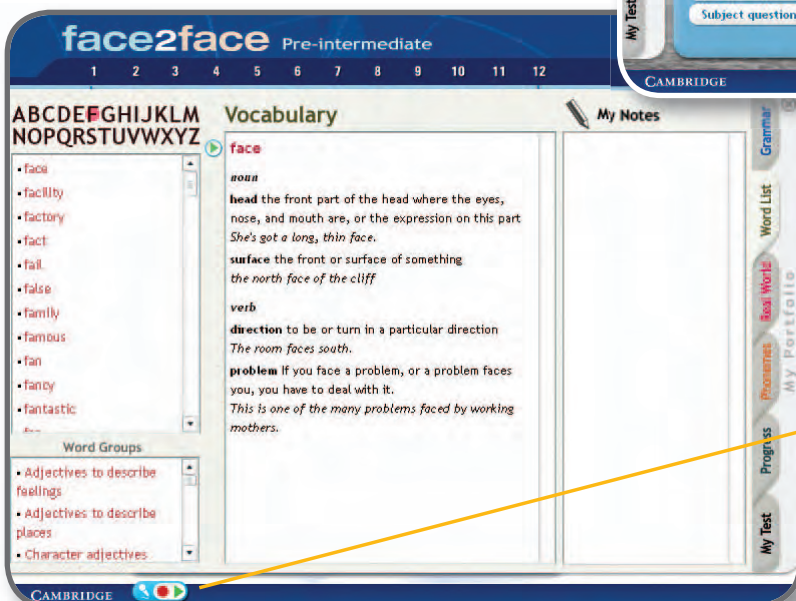 My Test
Subject question
CAMBRIDGE
face2face Pre-intermediate
1 2 3 4 5 6 7 8 9 10 11 12
ABCDEFGHIJKLM
NOPQRSTUVWXYZ
face
facility
factory
fact
fail
false
family
famous
fan
fancy
fantastic
Word Groups
Adjectives to describe
feelings
Adjectives to describe
places
Character adjectives
Vocabulary
face
noun
head the front part of the head where the eyes,
nose, and mouth are, or the expression on this part
She's got a long, thin face.
surface the front or surface of something
the north face of the cliff
verb
direction to be or turn in a particular direction
The room faces south.
problem If you face a problem, or a problem faces
you, you have to deal with it.
This is one of the many problems faced by working
mothers.
My Notes
Grammar
Word List
Real World
Phonemes
Progress
My Test
My Portfolio
CAMBRIDGE